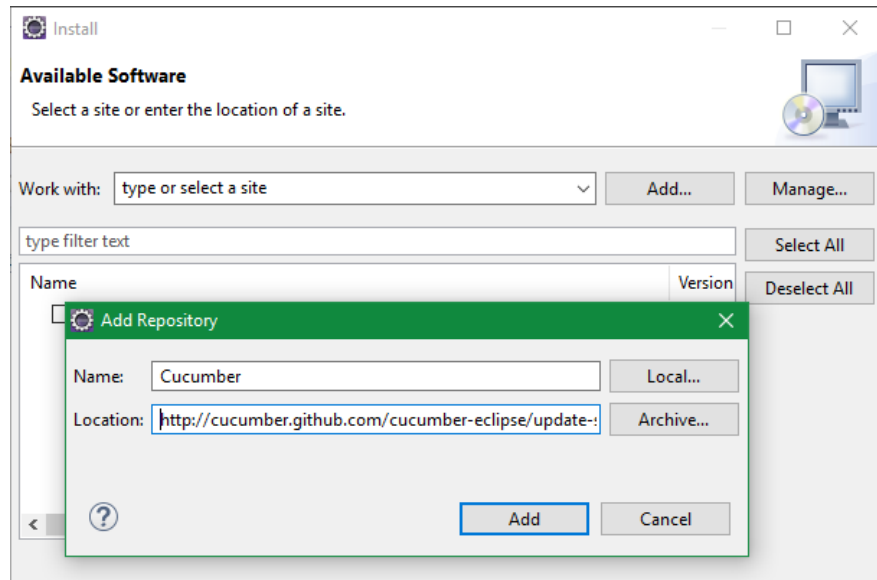 Install
Available Software
Select a site or enter the location of a site.
Work with: type or select a site Add... Manage...
type filter text Select All
Name Version Deselect All
Add Repository
Name: Cucumber Local...
Location: http://cucumber.github.com/cucumber-eclipse/update- Archive...
Add Cancel